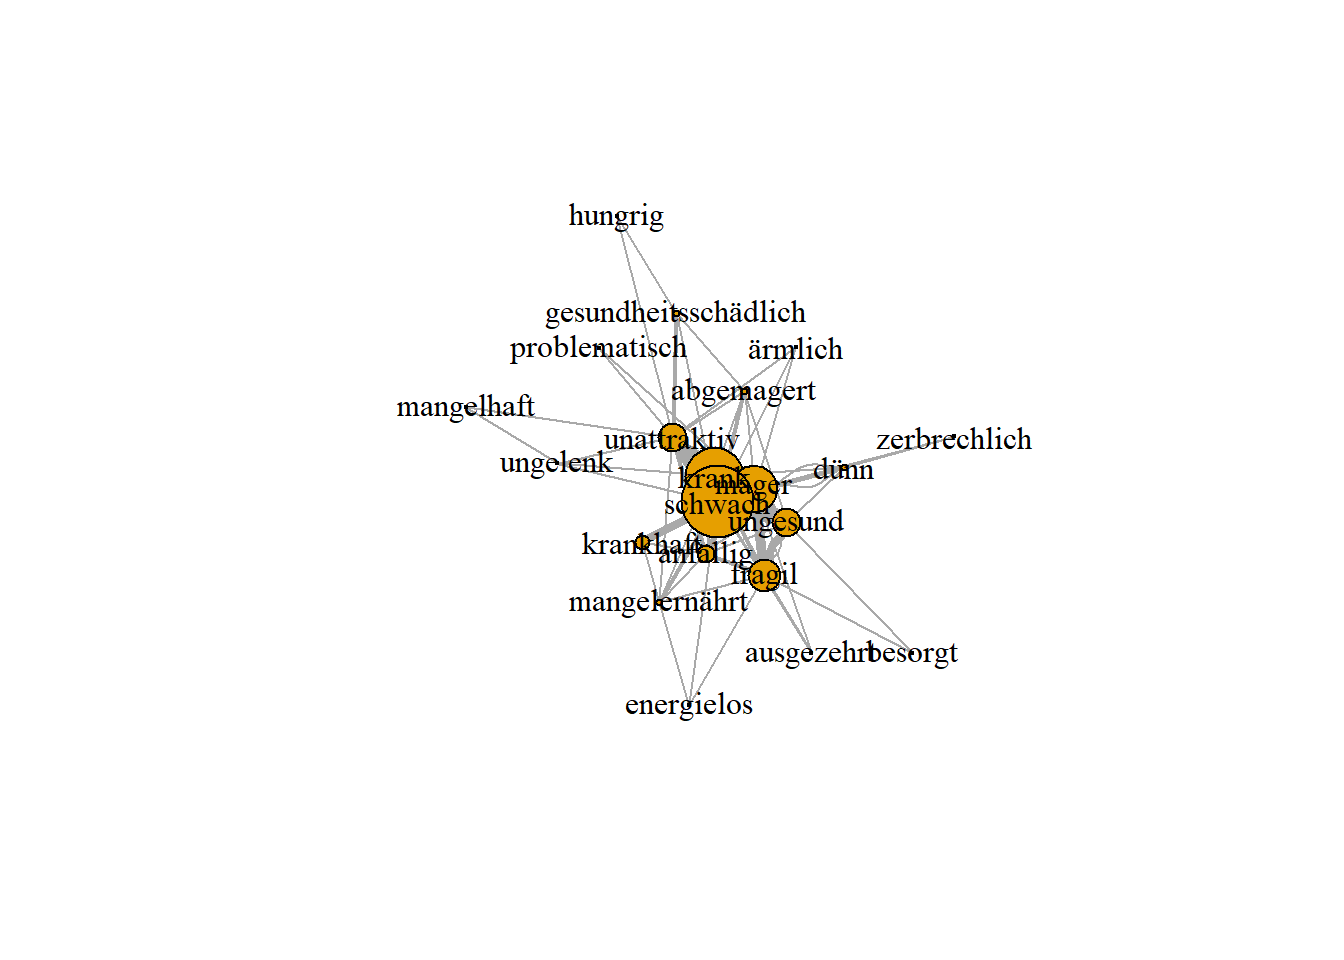 hungrig
gesundheitsschädlich
problematisch
ärmlich
abgemagert
mangelhaft
unattraktiv
zerbrechlich
ungelenk
dünn
krank
mager
schwach
ungesund
krankhaft
anfällig
fragil
mangelernährt
ausgezehrt
besorgt
energielos